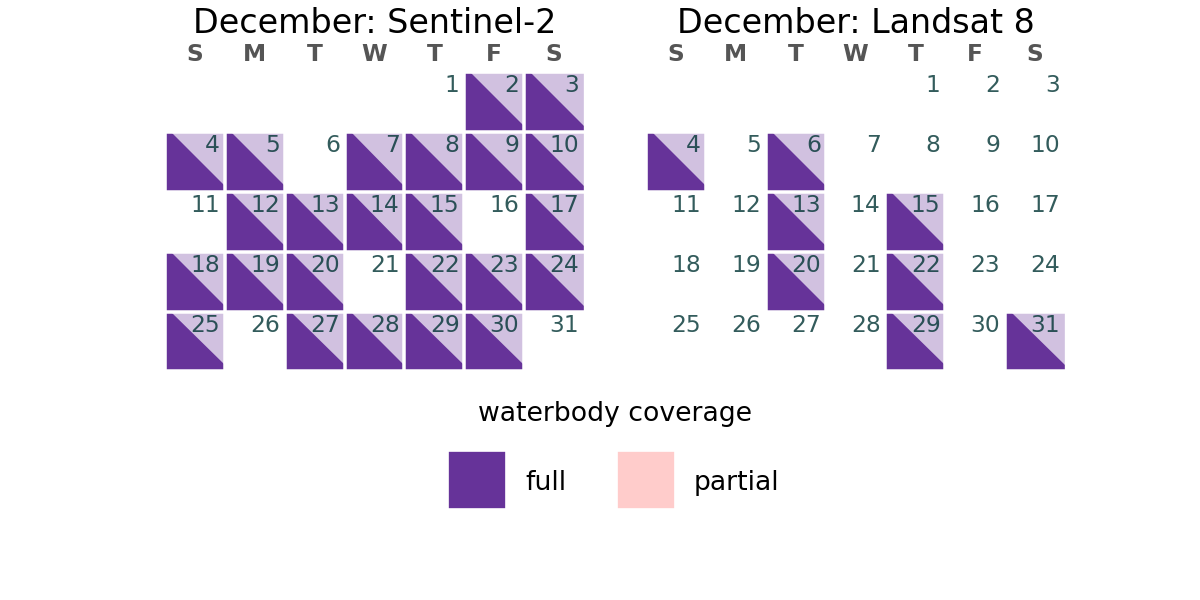 December: Sentinel-2
S M T W T F S
1 2 3
4 5 6 7 8 9 10
11 12 13 14 15 16 17
18 19 20 21 22 23 24
25 26 27 28 29 30 31
December: Landsat 8
S M T W T F S
1 2 3
4 5 6 7 8 9 10
11 12 13 14 15 16 17
18 19 20 21 22 23 24
25 26 27 28 29 30 31
waterbody coverage
full
partial